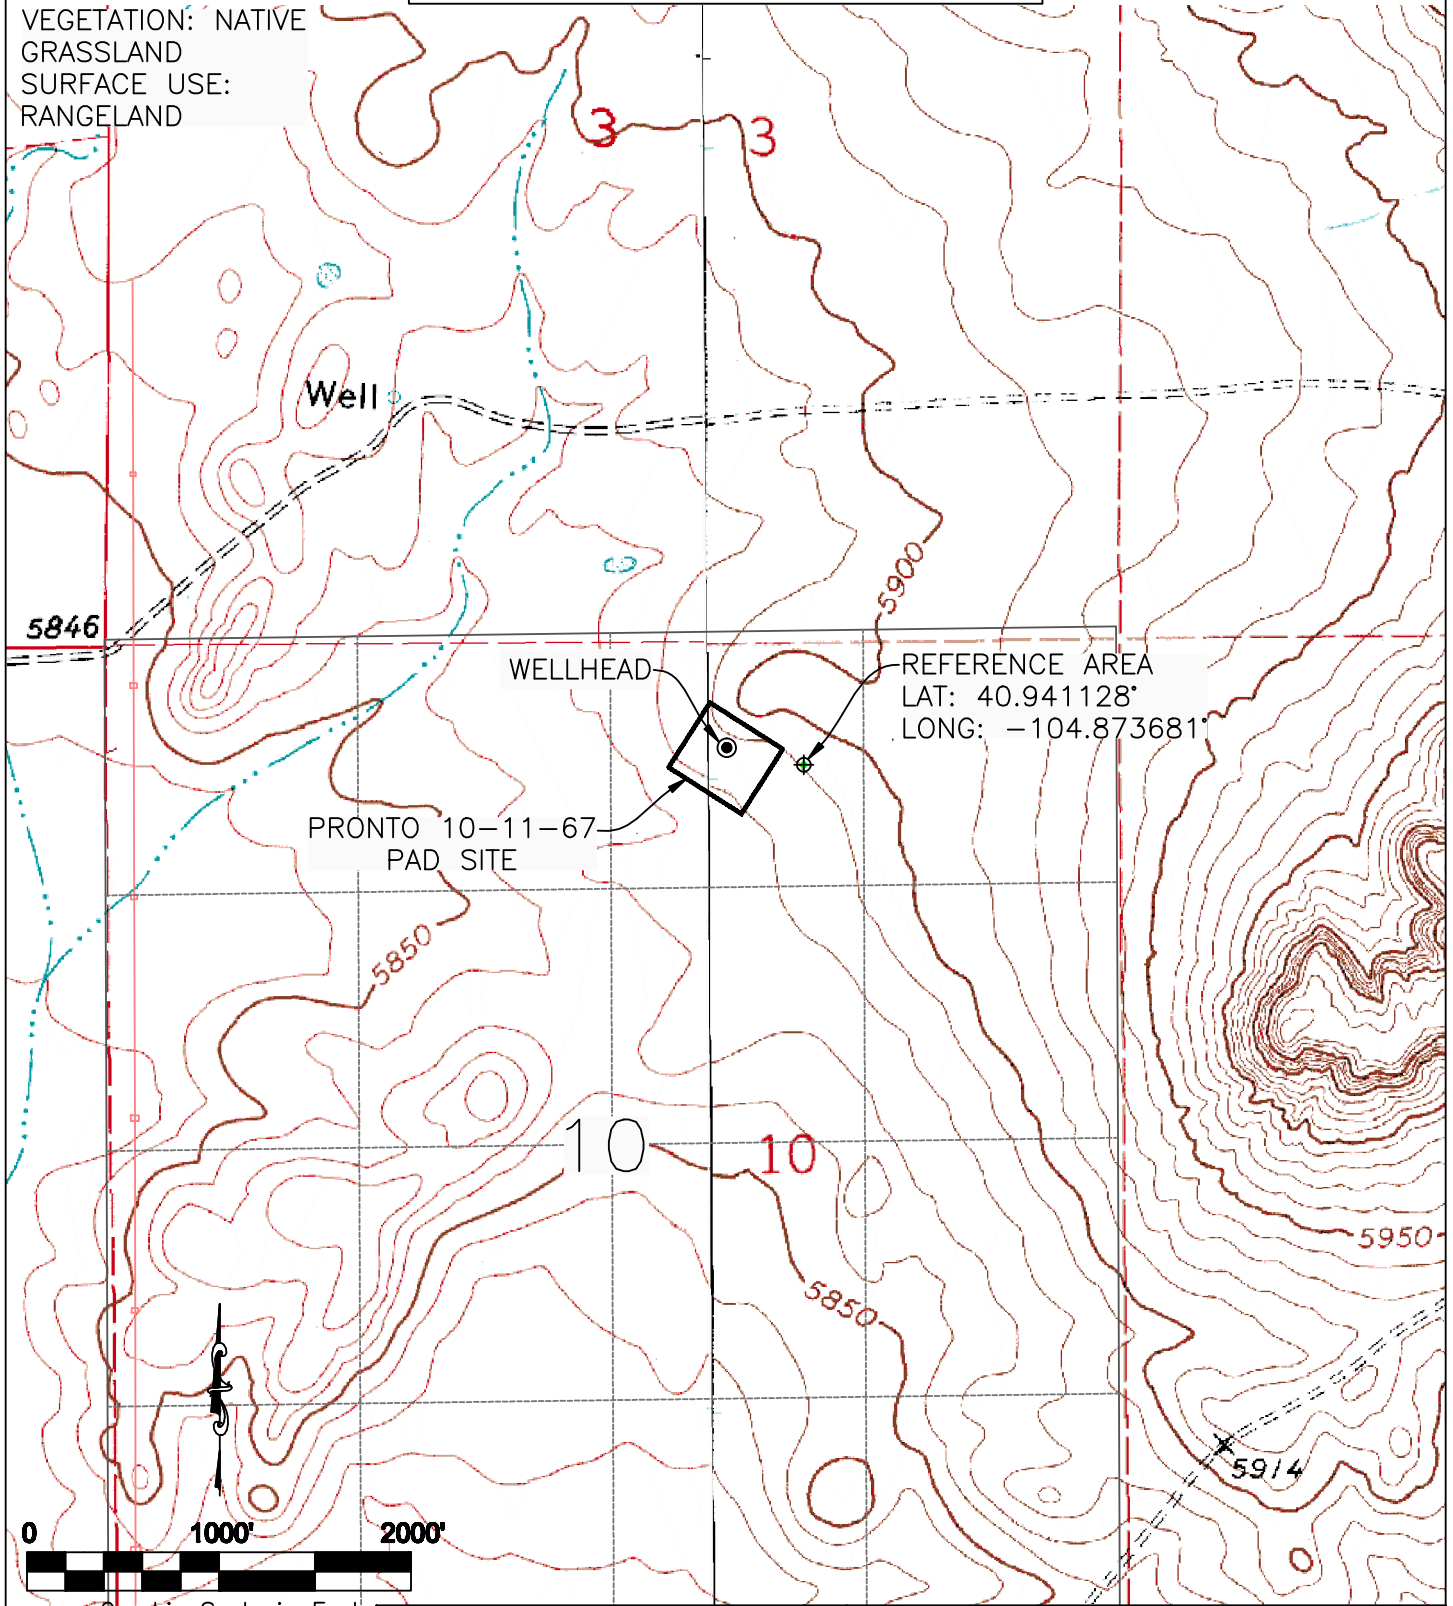 VEGETATION: NATIVE
GRASSLAND
SURFACE USE:
RANGELAND
3
3
Well
5900
5846
WELLHEAD
REFERENCE AREA
LAT: 40.941128°
LONG: -104.873681°
PRONTO 10-11-67
PAD SITE
5850
10
10
5950
5850
5914
0 1000' 2000'